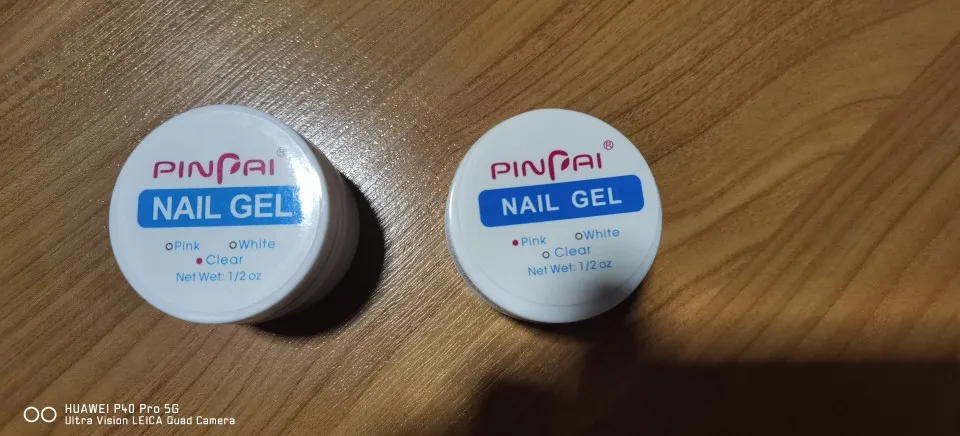 PINPAI®
NAIL GEL
Pink White
Clear
Net Wet: 1/2 oz
PINPAI®
NAIL GEL
Pink White
Clear
Net Wet: 1/2 oz
HUAWEI P40 Pro 5G
Ultra Vision LEICA Quad Camera